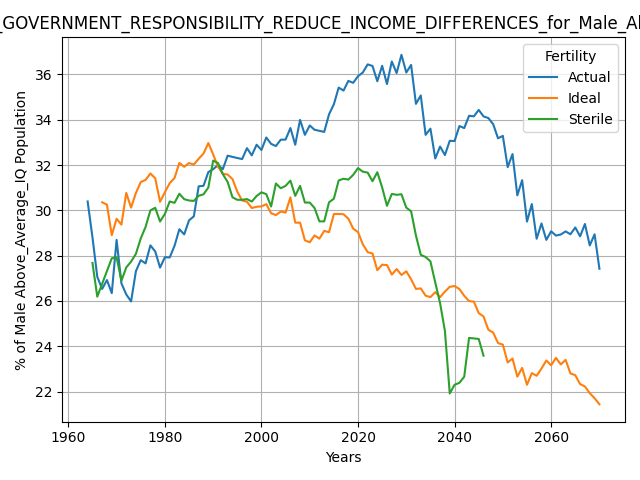 _GOVERNMENT_RESPONSIBILITY_REDUCE_INCOME_DIFFERENCES_for_Male_A
% of Male Above_Average_IQ Population
36
34
32
30
28
26
24
22
1960
1980
2000
2020
2040
2060
Years
Fertility
Actual
Ideal
Sterile